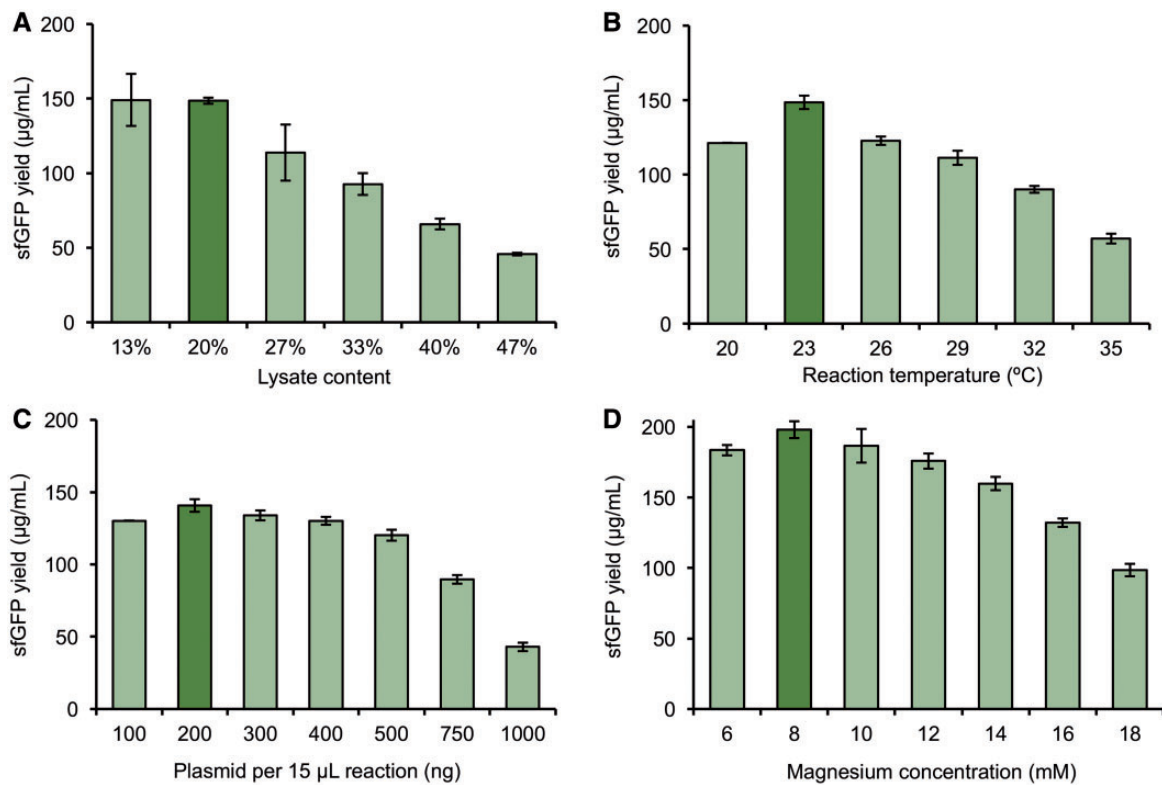 A
sfGFP yield (µg/mL)
200
150
100
50
0
13% 20% 27% 33% 40% 47%
Lysate content
B
sfGFP yield (µg/mL)
200
150
100
50
0
20 23 26 29 32 35
Reaction temperature (ºC)
C
sfGFP yield (µg/mL)
200
150
100
50
0
100 200 300 400 500 750 1000
Plasmid per 15 µL reaction (ng)
D
sfGFP yield (µg/mL)
200
150
100
50
0
6 8 10 12 14 16 18
Magnesium concentration (mM)